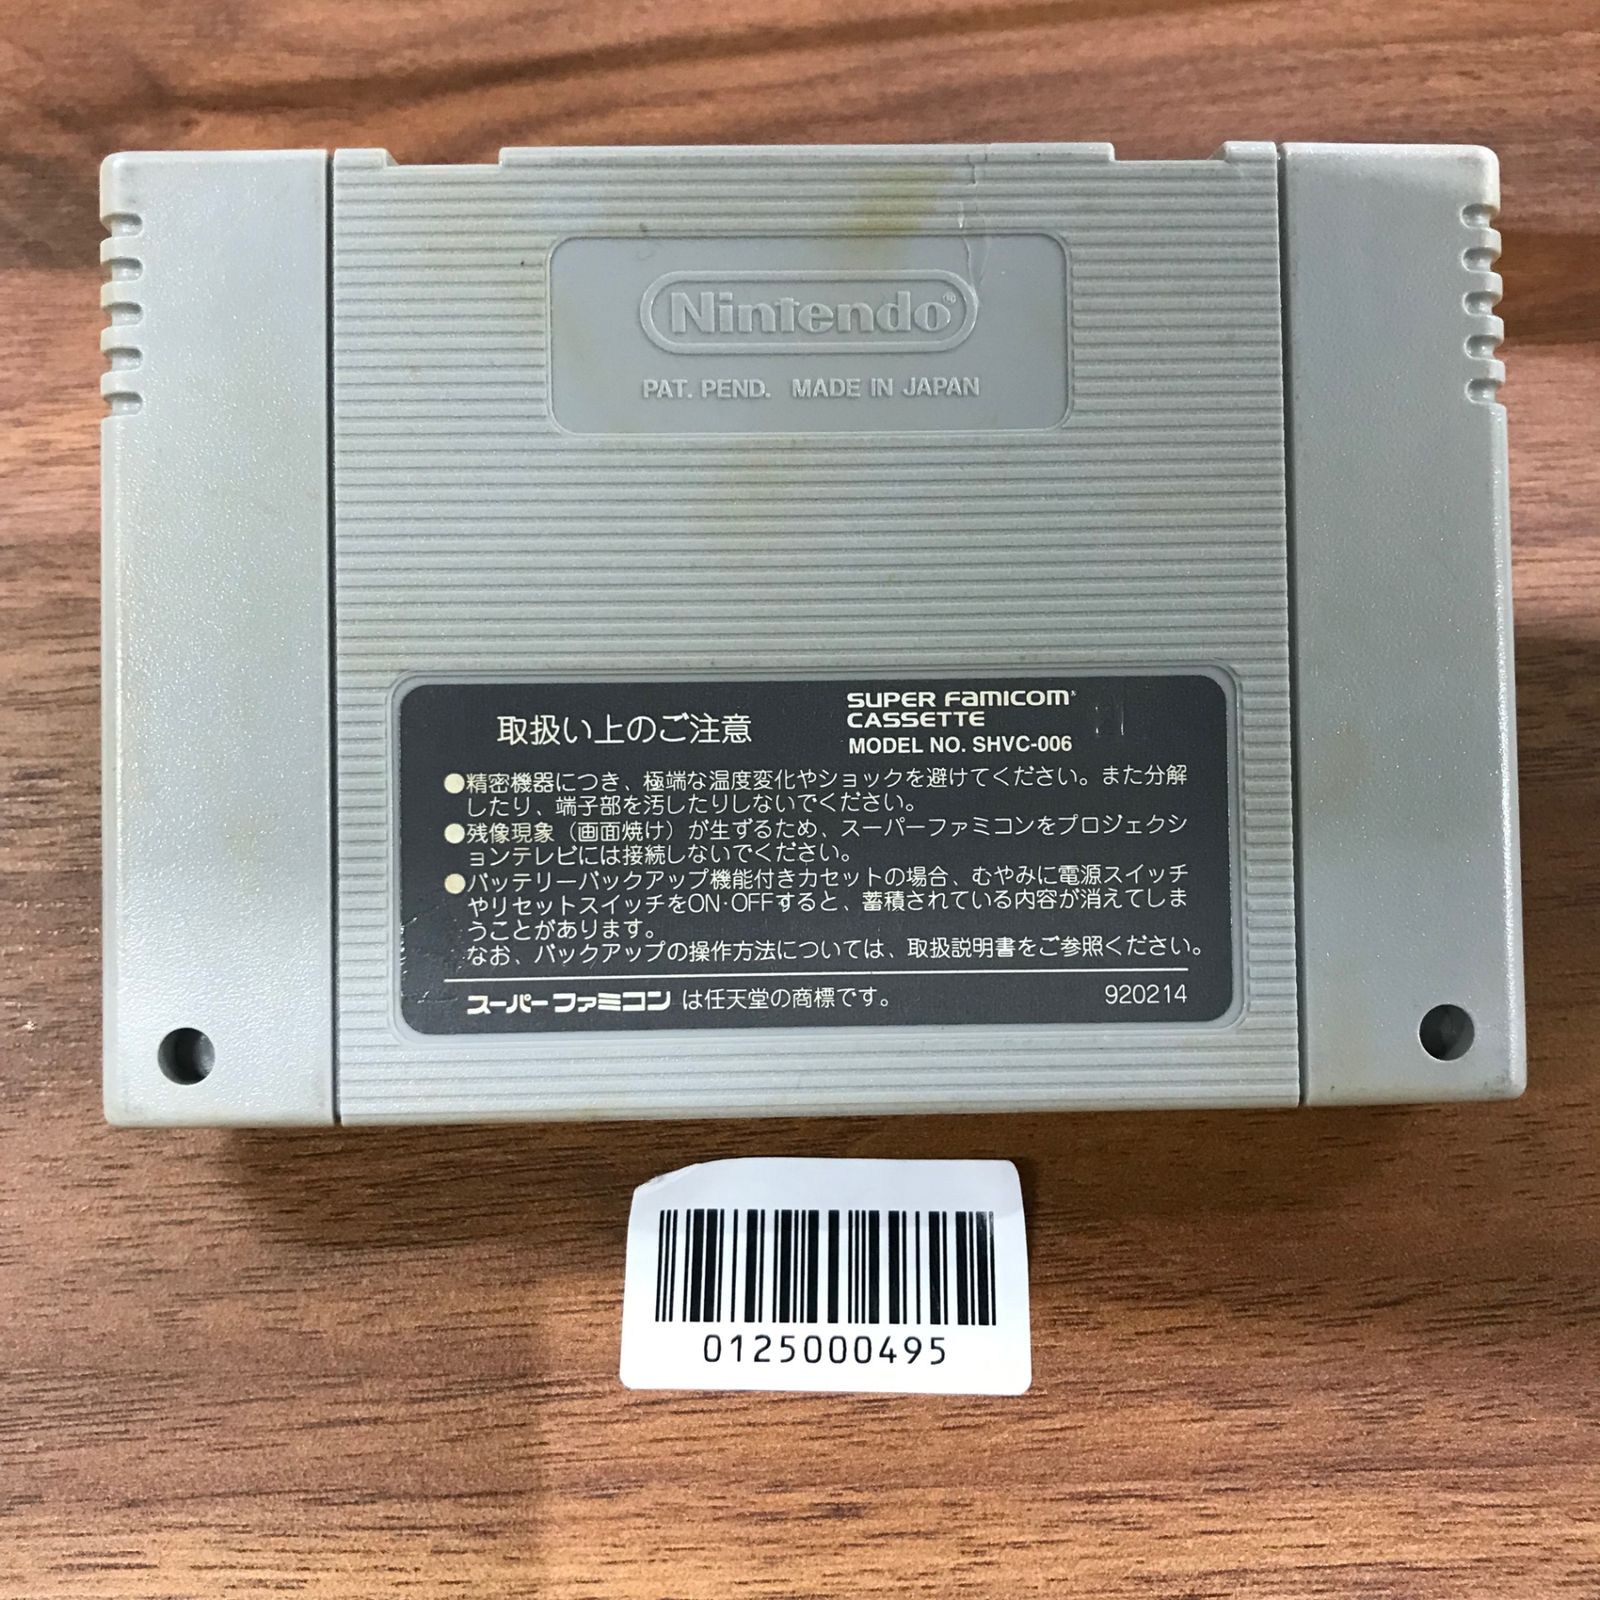 Nintendo®
PAT. PEND. MADE IN JAPAN
取扱い上のご注意
SUPER FAMICOM
CASSETTE
MODEL NO. SHVC-006
●精密機器につき、極端な温度変化やショックを避けてください。また分解
したり、端子部を汚したりしないでください。
●残像現象（画面焼け）が生ずるため、スーパーファミコンをプロジェクシ
ョンテレビには接続しないでください。
●バッテリーバックアップ機能付きカセットの場合、むやみに電源スイッチ
やリセットスイッチをON·OFFすると、蓄積されている内容が消えてしま
うことがあります。
なお、バックアップの操作方法については、取扱説明書をご参照ください。
スーパーファミコン は任天堂の商標です。
920214
0125000495